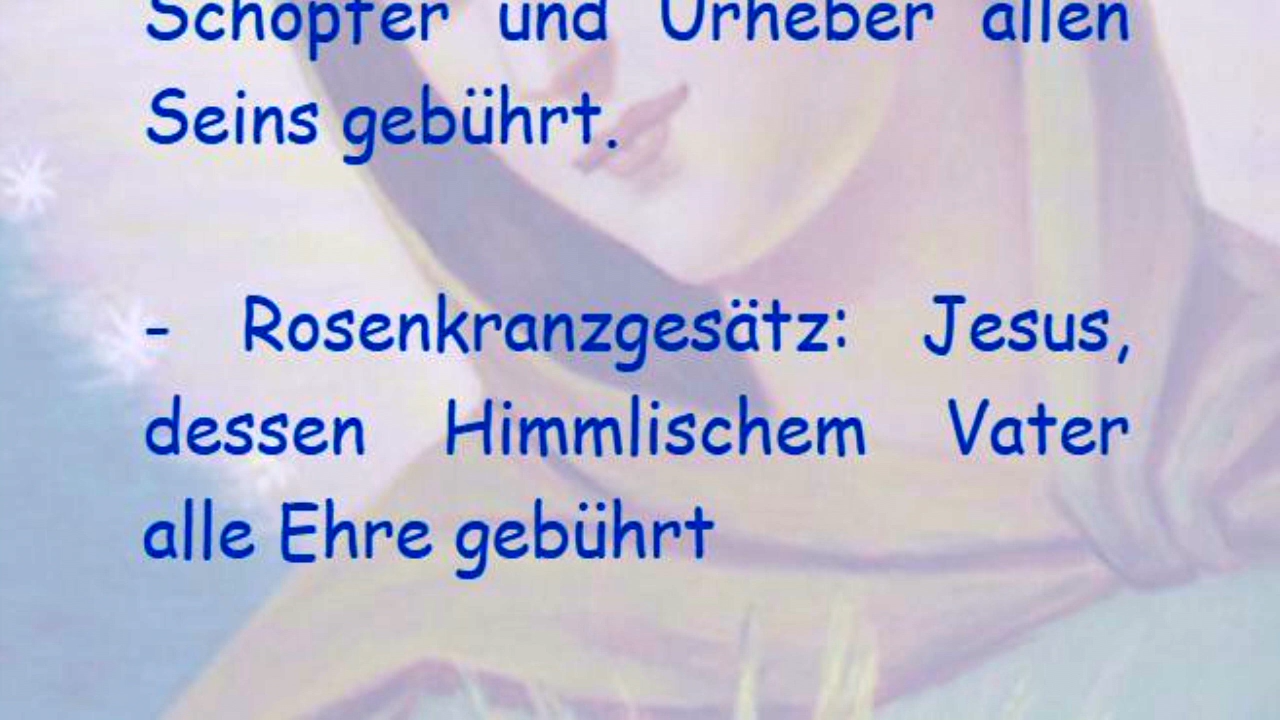 Schöpfer und Urheber allen
Seins gebührt.
- Rosenkranzgesätz: Jesus,
dessen Himmlischem Vater
alle Ehre gebührt